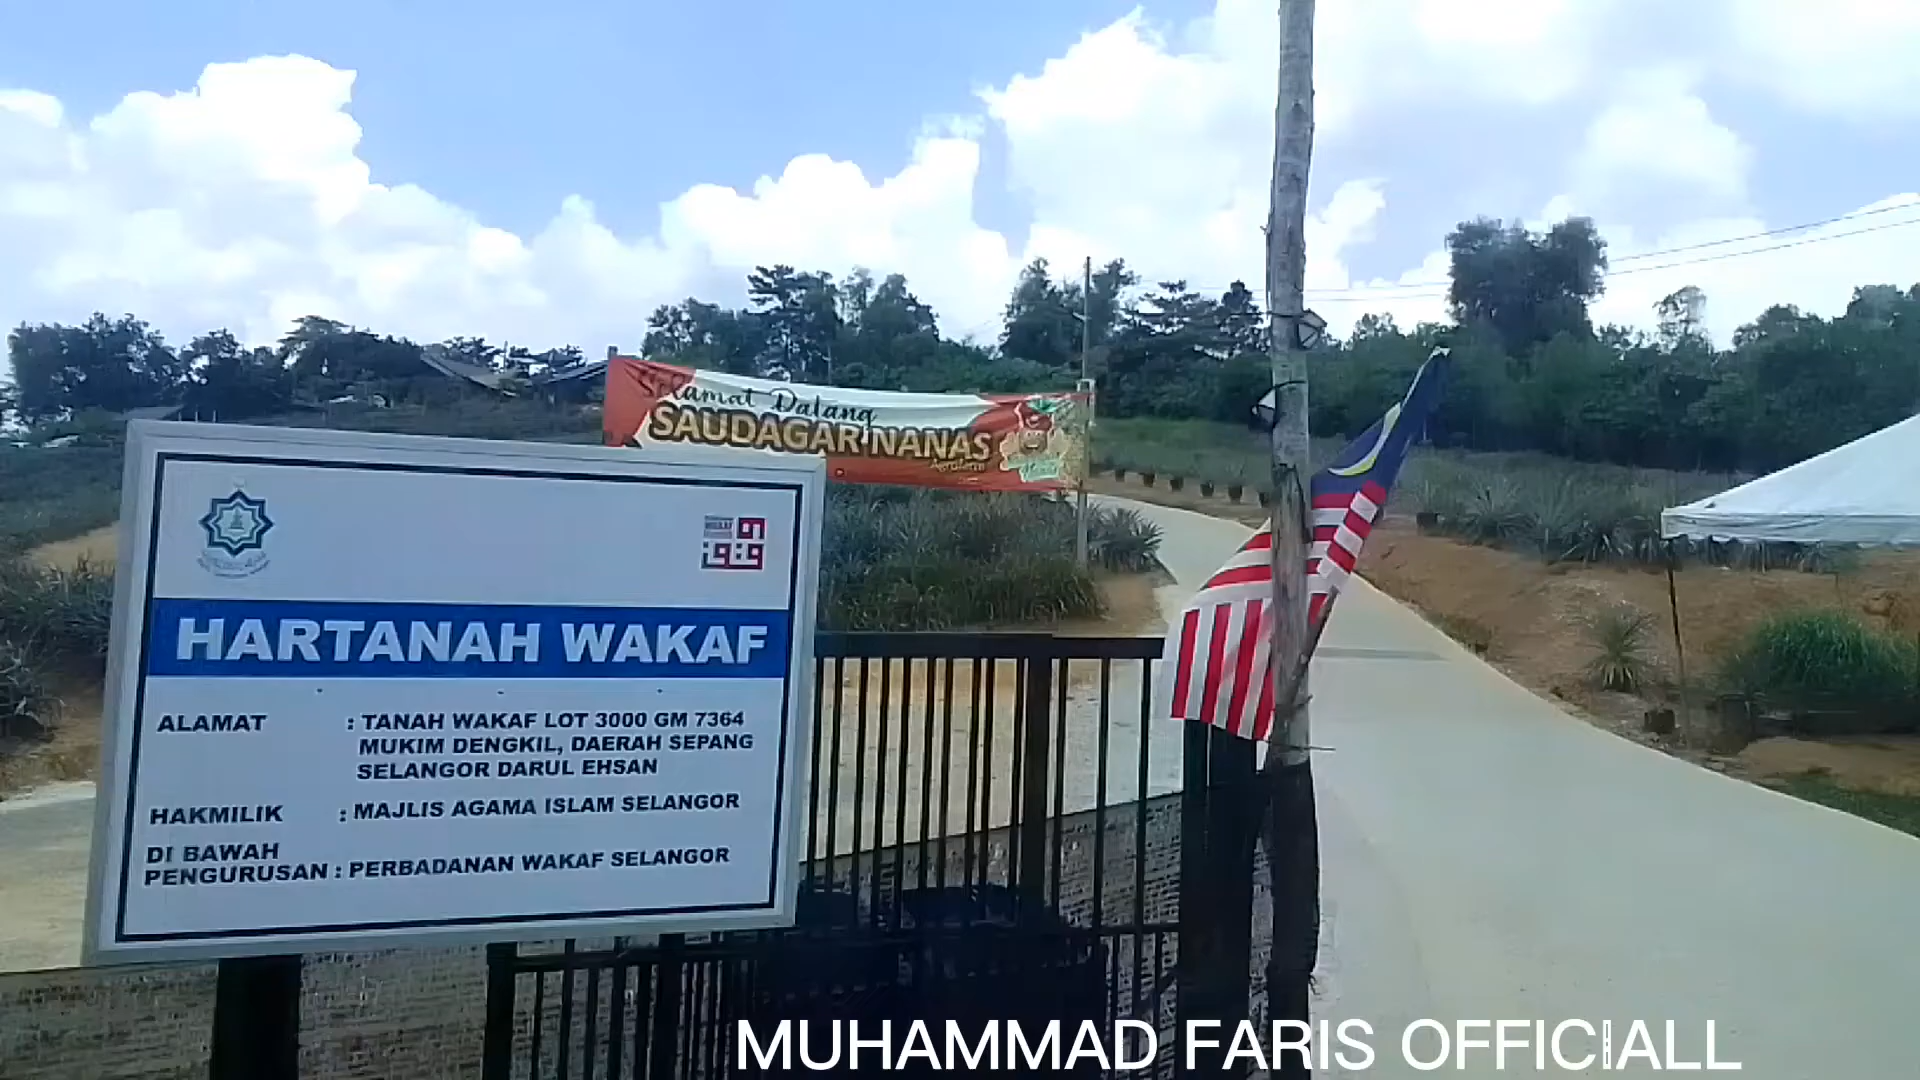 Selamat Datang
SAUDAGAR NANAS
HARTANAH WAKAF
ALAMAT : TANAH WAKAF LOT 3000 GM 7364
MUKIM DENGKIL, DAERAH SEPANG
SELANGOR DARUL EHSAN
HAKMILIK : MAJLIS AGAMA ISLAM SELANGOR
DI BAWAH
PENGURUSAN : PERBADANAN WAKAF SELANGOR
MUHAMMAD FARIS OFFICIALL